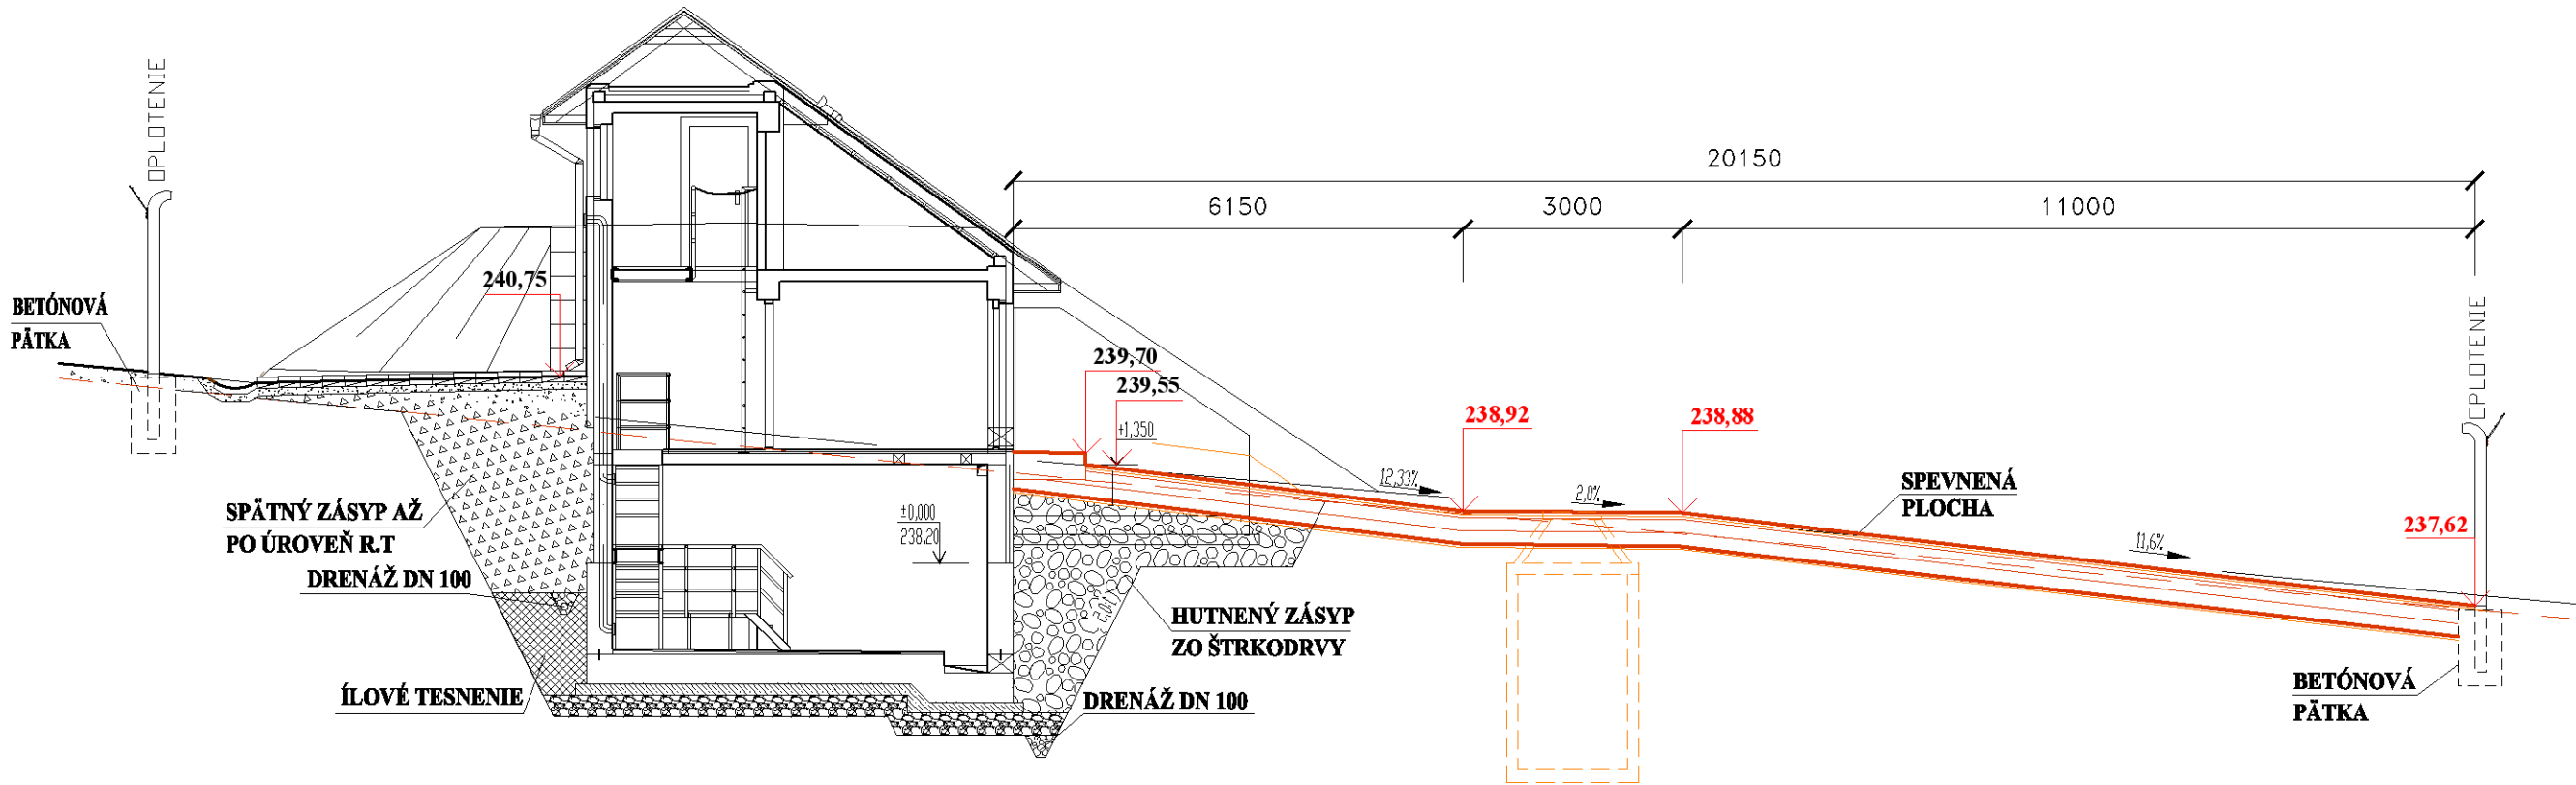 OPLOTENIE
20150
6150
3000
11000
240,75
BETÓNOVÁ
PÄTKA
OPLOTENIE
239,70
239,55
+1,350
238,92
238,88
12,33%
2,0%
SPEVNENÁ
PLOCHA
SPÄTNÝ ZÁSYP AŽ
PO ÚROVEŇ R.T
±0,000
238,20
237,62
11,6%
DRENÁŽ DN 100
HUTNENÝ ZÁSYP
ZO ŠTRKODRVY
ÍLOVÉ TESNENIE
DRENÁŽ DN 100
BETÓNOVÁ
PÄTKA